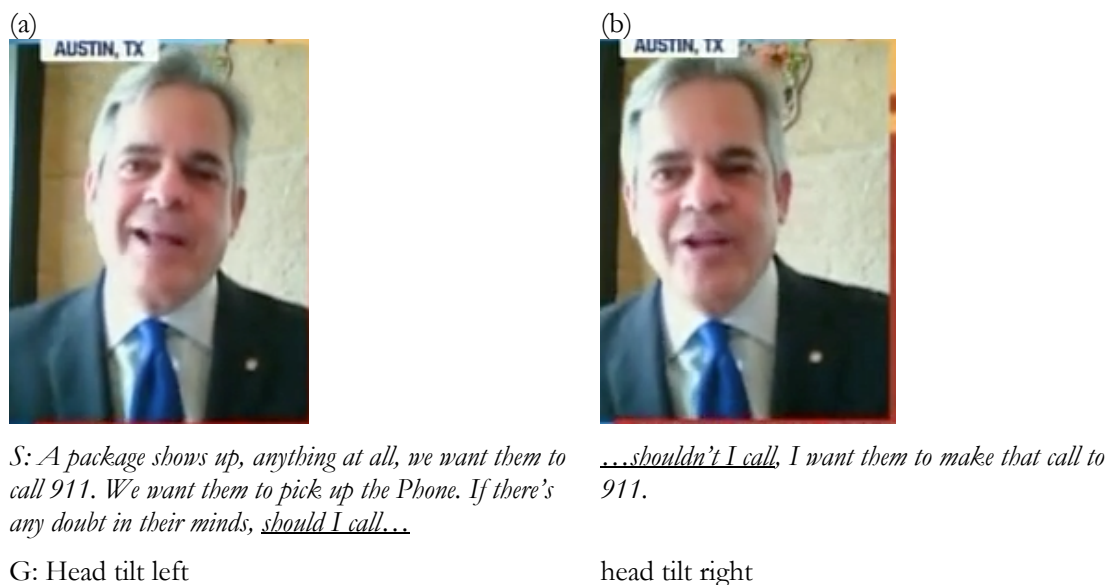 (a)
(b)
AUSTIN, TX
AUSTIN, TX
S: A package shows up, anything at all, we want them to
call 911. We want them to pick up the Phone. If there's
any doubt in their minds, should I call…
…shouldn't I call, I want them to make that call to
911.
G: Head tilt left
head tilt right